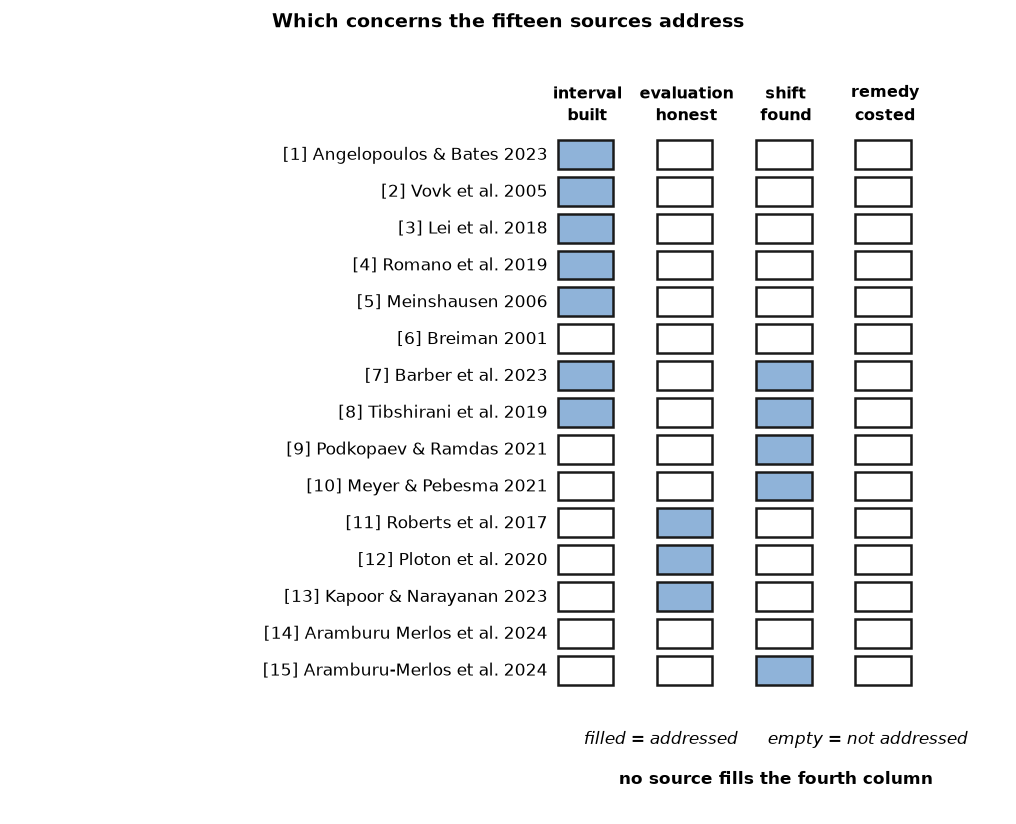 Which concerns the fifteen sources address
interval built
evaluation honest
shift found
remedy costed
[1] Angelopoulos & Bates 2023
[2] Vovk et al. 2005
[3] Lei et al. 2018
[4] Romano et al. 2019
[5] Meinshausen 2006
[6] Breiman 2001
[7] Barber et al. 2023
[8] Tibshirani et al. 2019
[9] Podkopaev & Ramdas 2021
[10] Meyer & Pebesma 2021
[11] Roberts et al. 2017
[12] Ploton et al. 2020
[13] Kapoor & Narayanan 2023
[14] Aramburu Merlos et al. 2024
[15] Aramburu-Merlos et al. 2024
filled = addressed empty = not addressed
no source fills the fourth column